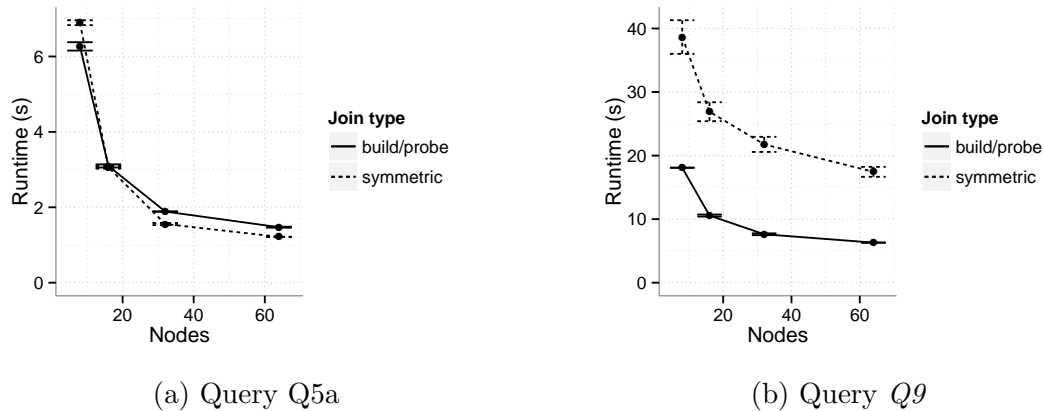 6
4
2
0
Runtime (s)
20
40
60
Nodes
Join type
build/probe
symmetric
(a) Query Q5a
40
30
20
10
0
Runtime (s)
20
40
60
Nodes
Join type
build/probe
symmetric
(b) Query Q9